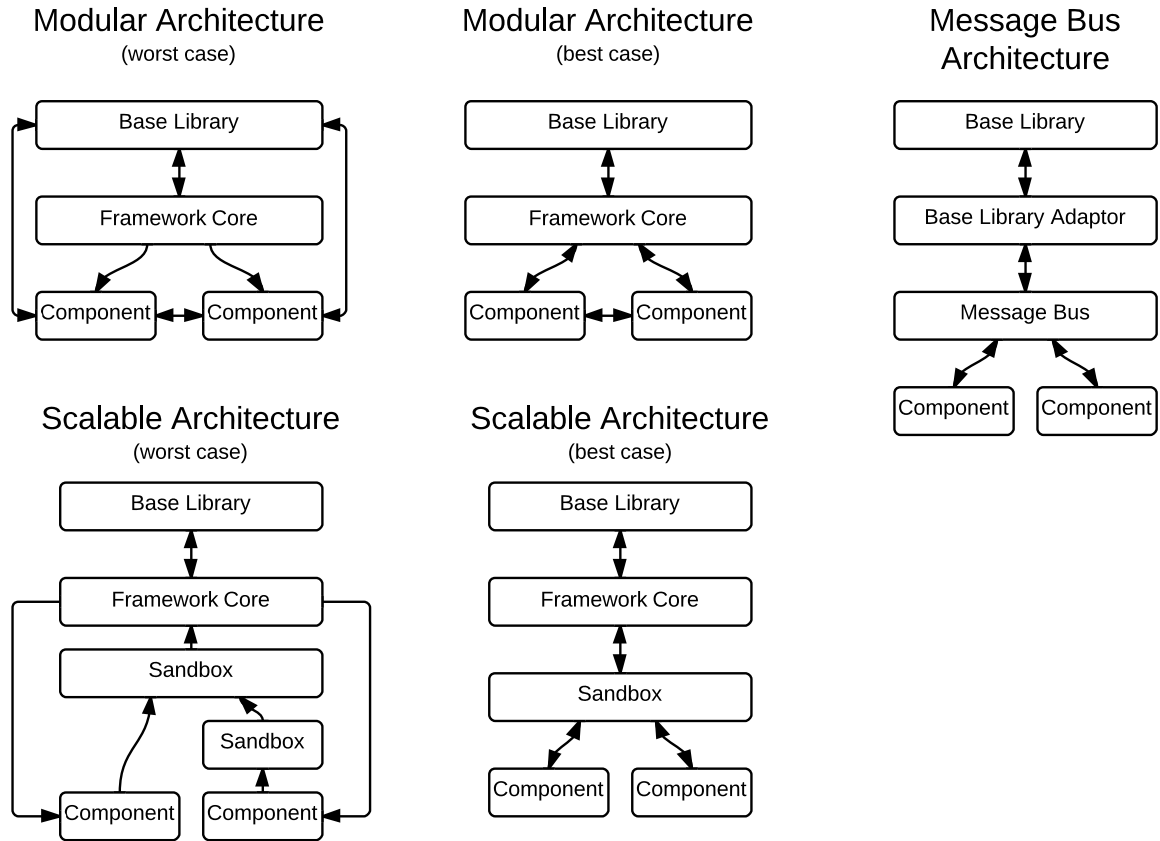 Modular Architecture
(worst case)
Base Library
Framework Core
Component
Component
Modular Architecture
(best case)
Base Library
Framework Core
Component
Component
Message Bus
Architecture
Base Library
Base Library Adaptor
Message Bus
Component
Component
Scalable Architecture
(worst case)
Base Library
Framework Core
Sandbox
Sandbox
Component
Component
Scalable Architecture
(best case)
Base Library
Framework Core
Sandbox
Component
Component